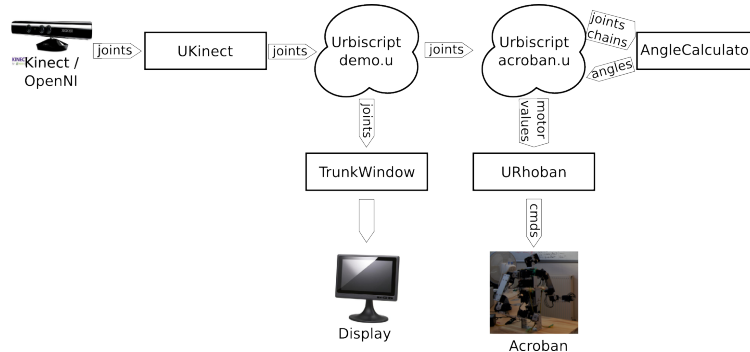 Kinect /
OpenNI
joints
UKinect
joints
Urbiscript
demo.u
joints
Urbiscript
acroban.u
joints
chains
angles
AngleCalculato
joints
motor
values
TrunkWindow
URhoban
cmds
Display
Acroban